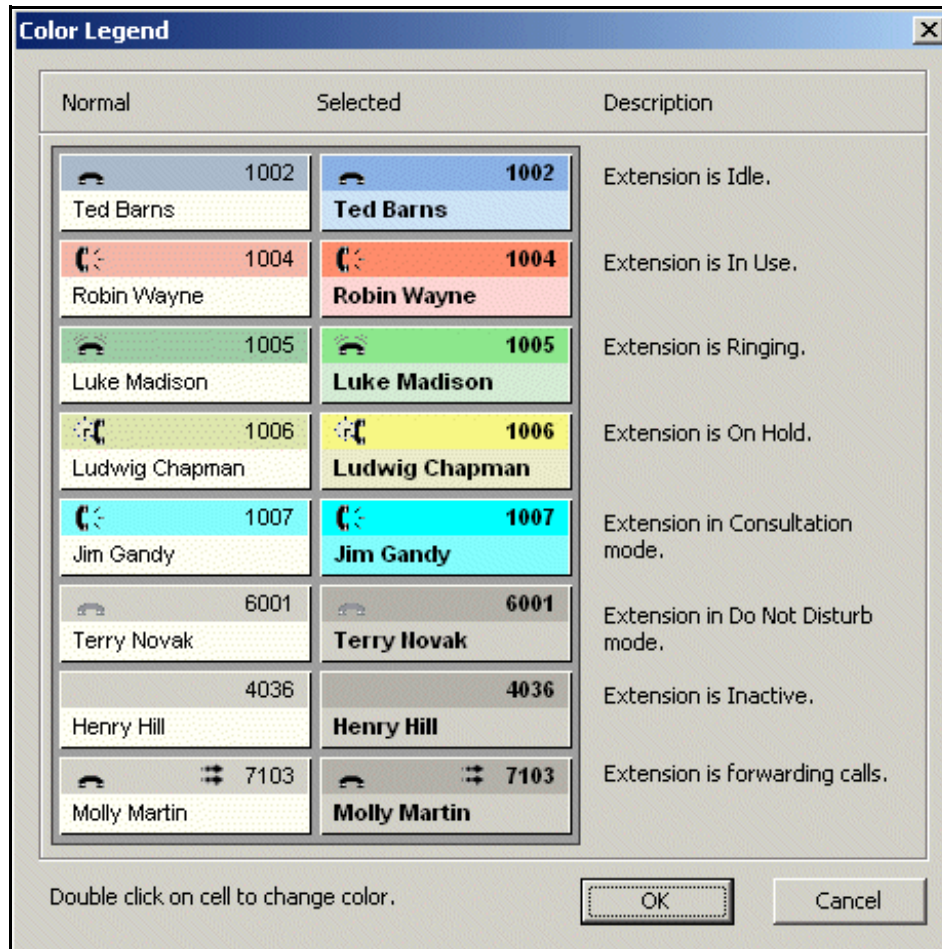 Color Legend
Normal Selected Description
1002 1002 Extension is Idle.
Ted Barns Ted Barns
1004 1004 Extension is In Use.
Robin Wayne Robin Wayne
1005 1005 Extension is Ringing.
Luke Madison Luke Madison
1006 1006 Extension is On Hold.
Ludwig Chapman Ludwig Chapman
1007 1007 Extension in Consultation
Jim Gandy Jim Gandy mode.
6001 6001 Extension in Do Not Disturb
Terry Novak Terry Novak mode.
4036 4036 Extension is Inactive.
Henry Hill Henry Hill
7103 7103 Extension is forwarding calls.
Molly Martin Molly Martin
Double click on cell to change color. OK Cancel